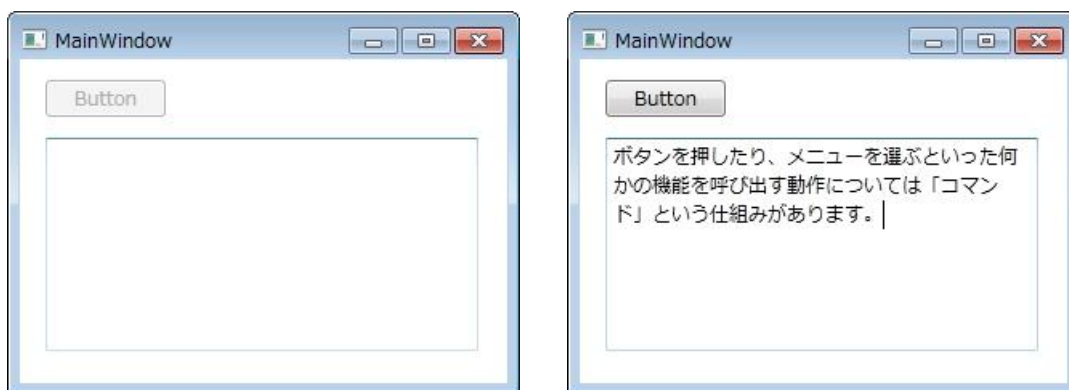 MainWindow
Button
MainWindow
Button
ボタンを押したり、メニューを選ぶといった何
かの機能を呼び出す動作については「コマン
ド」という仕組みがあります。